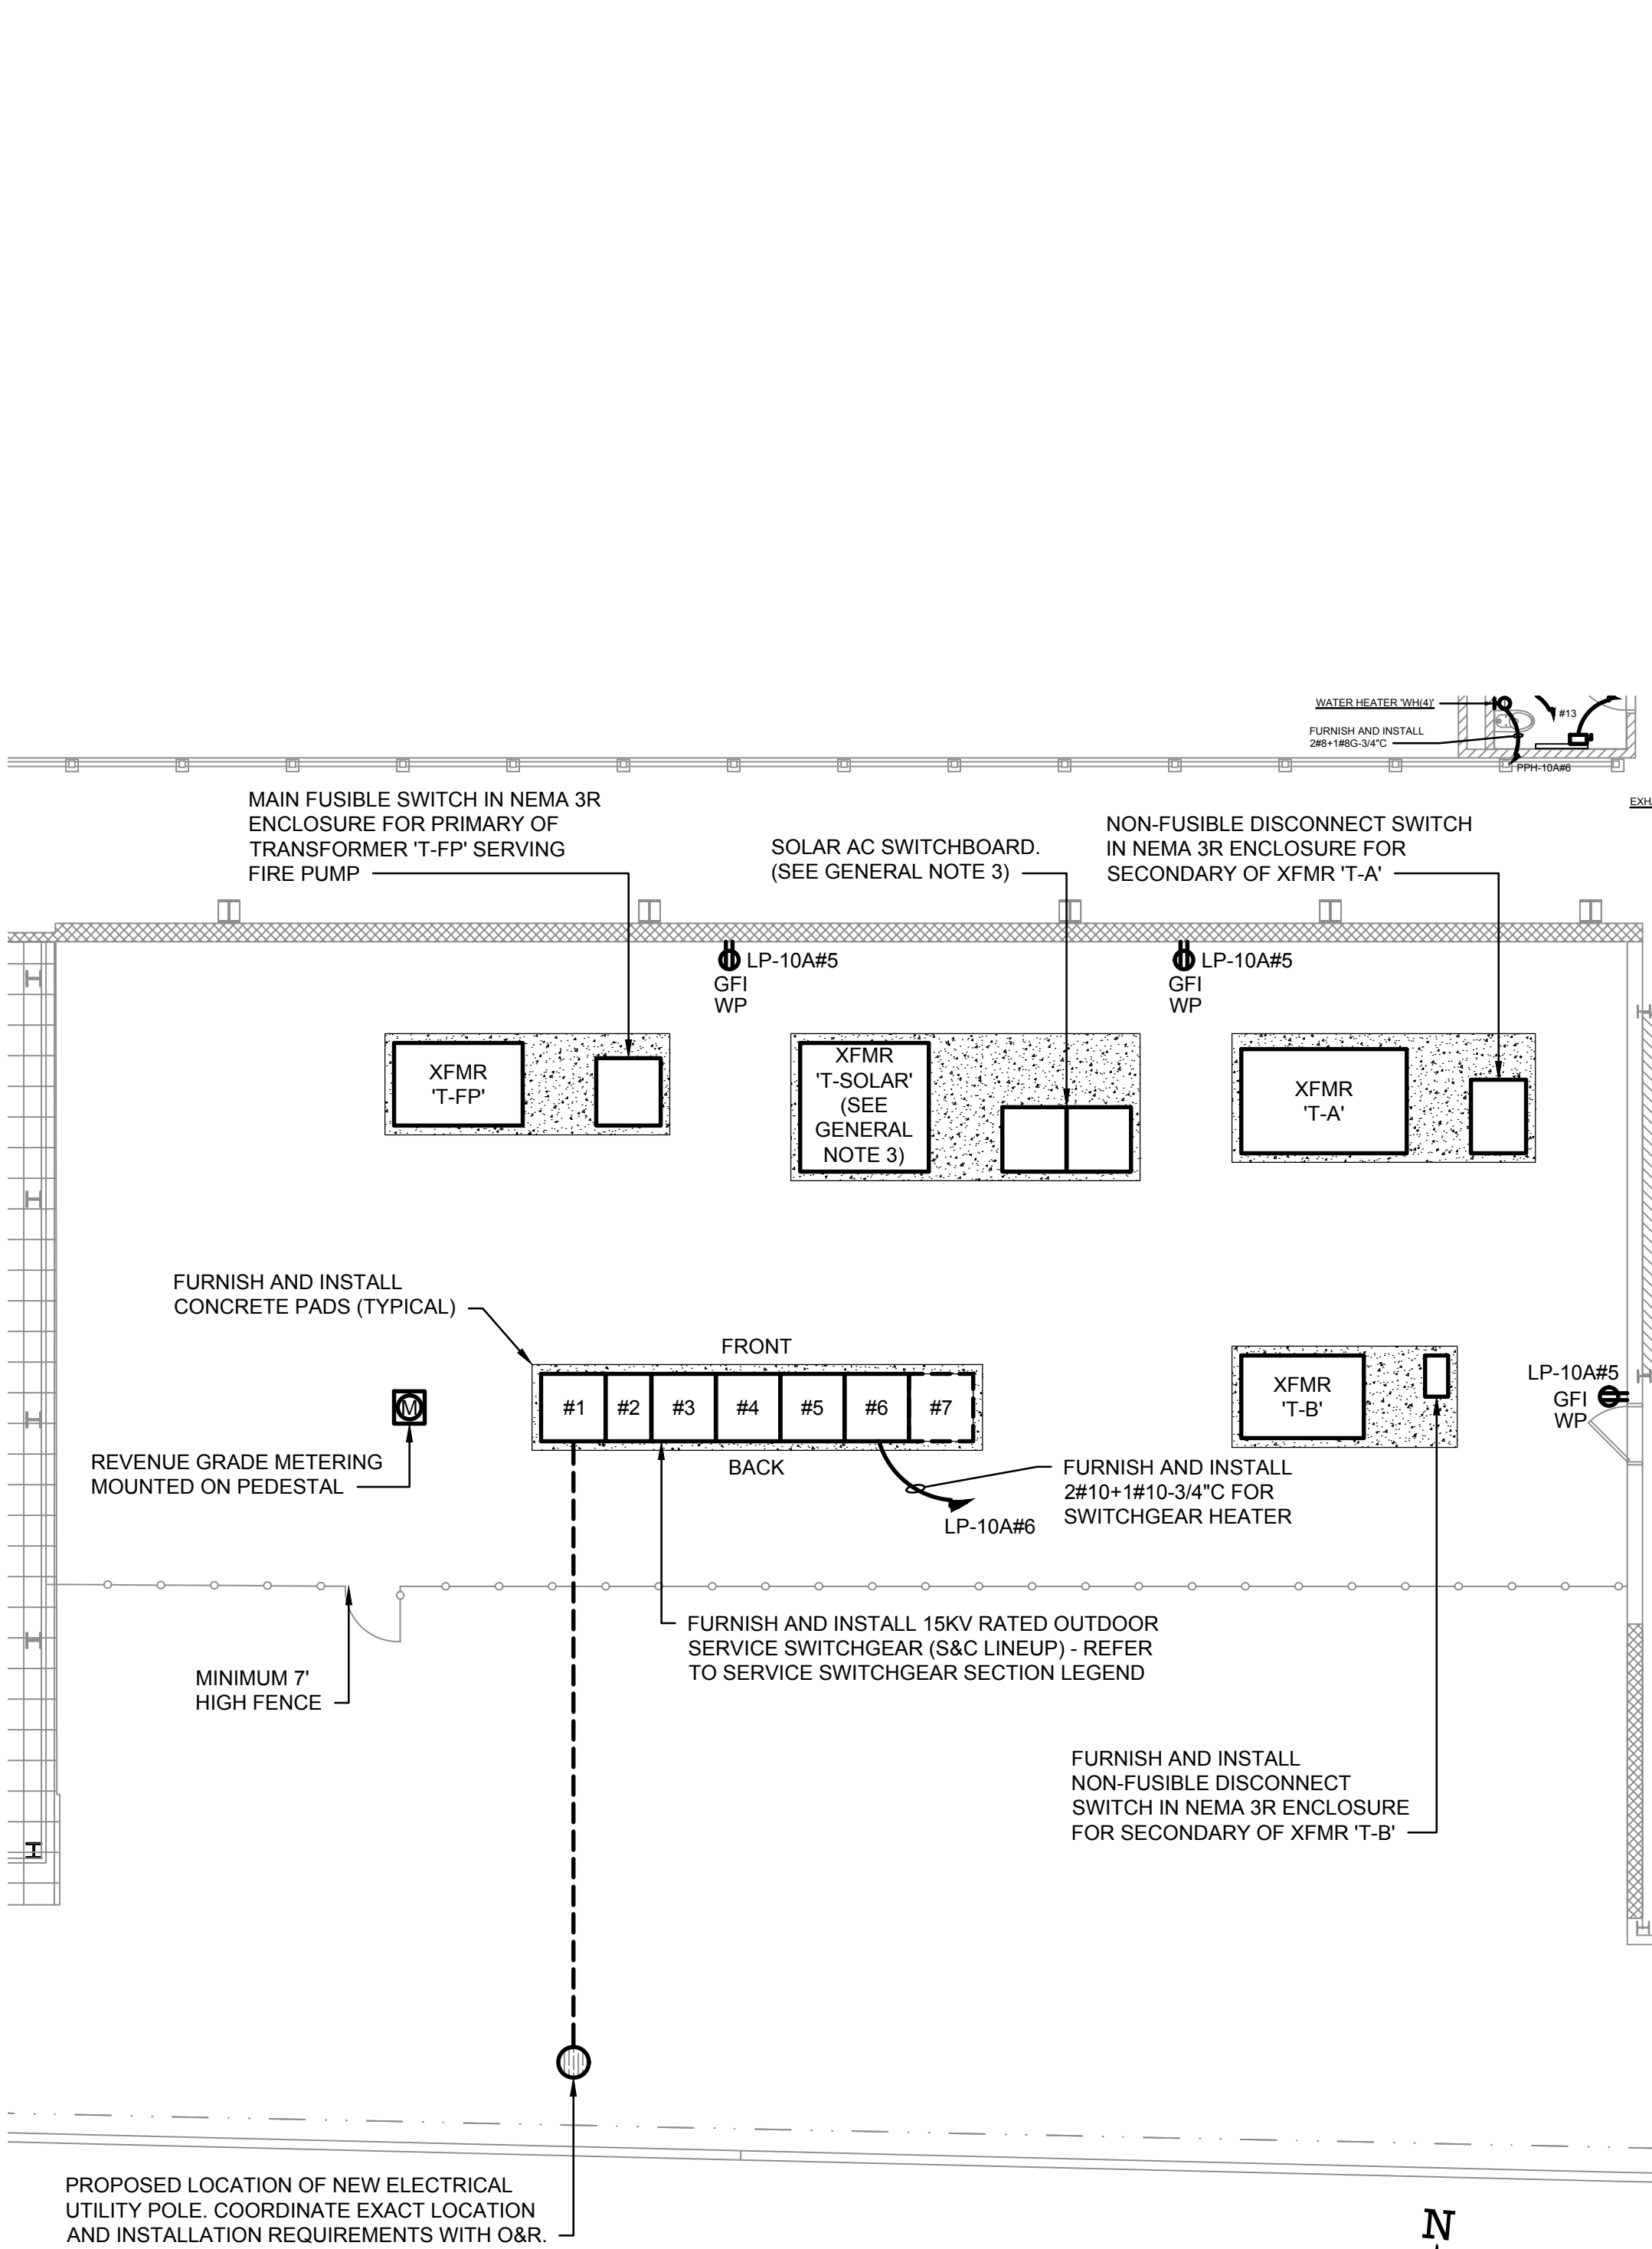 WATER HEATER 'WH(4)'
#13
FURNISH AND INSTALL
2#8+1#8G-3/4"C
PPH-10A#6
MAIN FUSIBLE SWITCH IN NEMA 3R
ENCLOSURE FOR PRIMARY OF
TRANSFORMER 'T-FP' SERVING
FIRE PUMP
SOLAR AC SWITCHBOARD.
(SEE GENERAL NOTE 3)
NON-FUSIBLE DISCONNECT SWITCH
IN NEMA 3R ENCLOSURE FOR
SECONDARY OF XFMR 'T-A'
EXH
LP-10A#5
GFI
WP
LP-10A#5
GFI
WP
XFMR
'T-FP'
XFMR
'T-SOLAR'
(SEE
GENERAL
NOTE 3)
XFMR
'T-A'
FURNISH AND INSTALL
CONCRETE PADS (TYPICAL)
FRONT
#1
#2
#3
#4
#5
#6
#7
BACK
M
REVENUE GRADE METERING
MOUNTED ON PEDESTAL
XFMR
'T-B'
LP-10A#5
GFI
WP
FURNISH AND INSTALL
2#10+1#10-3/4"C FOR
SWITCHGEAR HEATER
LP-10A#6
FURNISH AND INSTALL 15KV RATED OUTDOOR
SERVICE SWITCHGEAR (S&C LINEUP) - REFER
TO SERVICE SWITCHGEAR SECTION LEGEND
MINIMUM 7'
HIGH FENCE
FURNISH AND INSTALL
NON-FUSIBLE DISCONNECT
SWITCH IN NEMA 3R ENCLOSURE
FOR SECONDARY OF XFMR 'T-B'
PROPOSED LOCATION OF NEW ELECTRICAL
UTILITY POLE. COORDINATE EXACT LOCATION
AND INSTALLATION REQUIREMENTS WITH O&R.
N